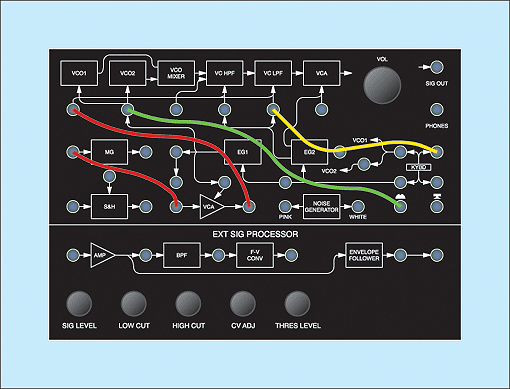 VOL
VCO1
VCO2
VCO
MIXER
VC HPF
VC LPF
VCA
SIG OUT
PHONES
MG
EG1
EG2
VCO1
VCO2
KYBD
S&H
VCA
PINK
NOISE
GENERATOR
WHITE
EXT SIG PROCESSOR
AMP
BPF
F-V
CONV
ENVELOPE
FOLLOWER
SIG LEVEL
LOW CUT
HIGH CUT
CV ADJ
THRES LEVEL